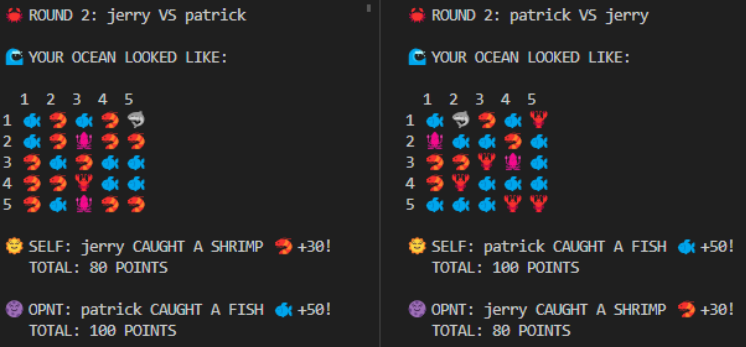 ROUND 2: jerry VS patrick
YOUR OCEAN LOOKED LIKE:
1 2 3 4 5
1
2
3
4
5
SELF: jerry CAUGHT A SHRIMP +30!
TOTAL: 80 POINTS
OPNT: patrick CAUGHT A FISH +50!
TOTAL: 100 POINTS
ROUND 2: patrick VS jerry
YOUR OCEAN LOOKED LIKE:
1 2 3 4 5
1
2
3
4
5
SELF: patrick CAUGHT A FISH +50!
TOTAL: 100 POINTS
OPNT: jerry CAUGHT A SHRIMP +30!
TOTAL: 80 POINTS